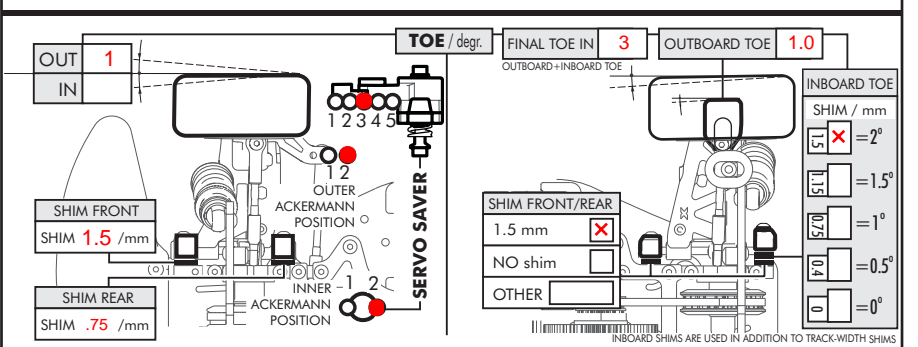 TOE / degr.
OUT 1
IN
1 2 3 4 5
1 2
OUTER
ACKERMANN
POSITION
SERVO SAVER
SHIM FRONT
SHIM 1.5 /mm
SHIM REAR
SHIM .75 /mm
INNER
ACKERMANN
POSITION
1 2
FINAL TOE IN 3
OUTBOARD+INBOARD TOE
OUTBOARD TOE 1.0
INBOARD TOE
SHIM / mm
1.5 × =2°
1.15 =1.5°
0.75 =1°
0.4 =0.5°
0 =0°
SHIM FRONT/REAR
1.5 mm ×
NO shim
OTHER
INBOARD SHIMS ARE USED IN ADDITION TO TRACK-WIDTH SHIMS